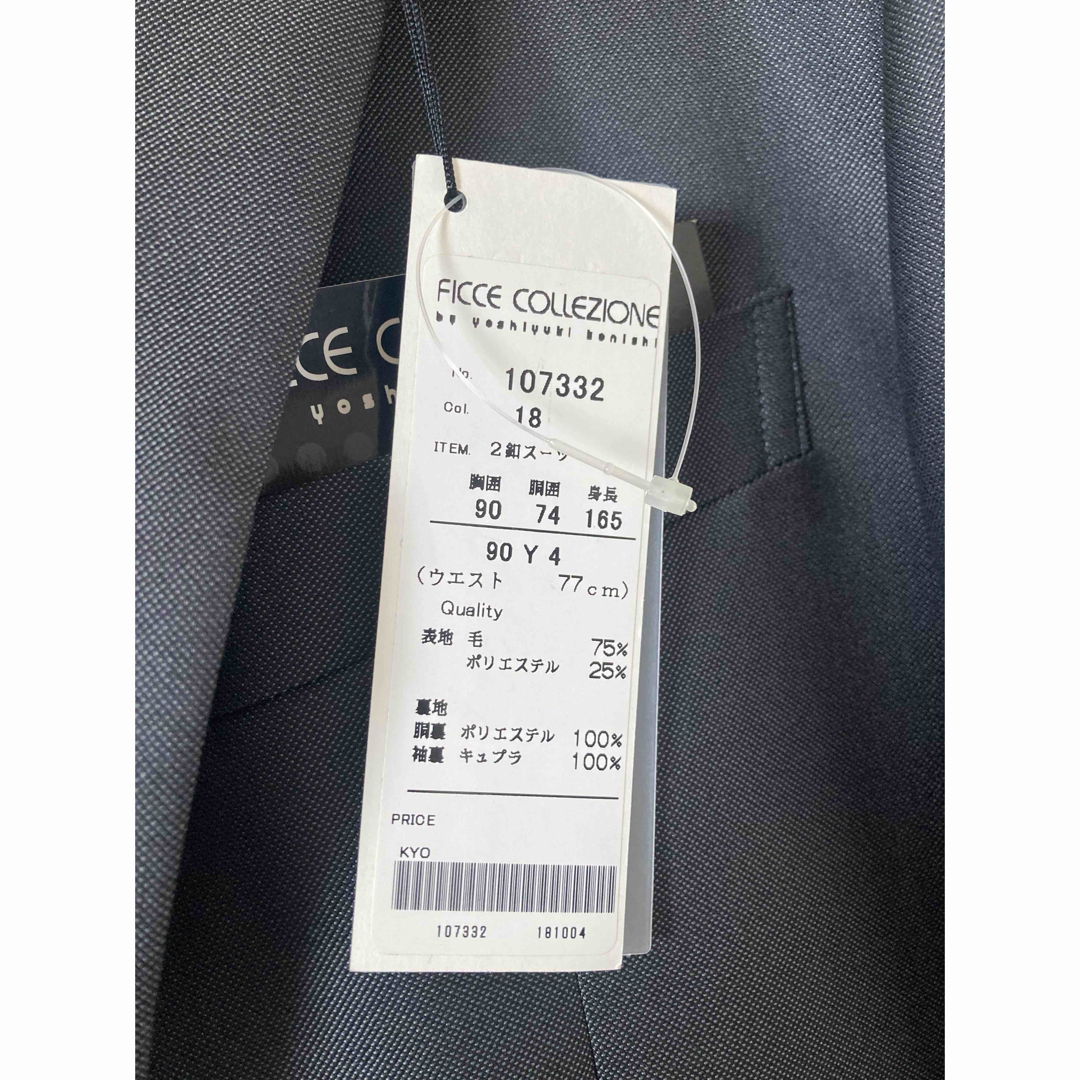 FICCE COLLEZIONE
by yoshiyuki konishi
No. 107332
Col. 18
ITEM. 2釦スーツ
胸囲 胴囲 身長
90 74 165
90 Y 4
(ウエスト 77cm)
Quality
表地 毛 75%
ポリエステル 25%
裏地
胴裏 ポリエステル 100%
袖裏 キュプラ 100%
PRICE
KYO
107332 181004
CCE C
yosh